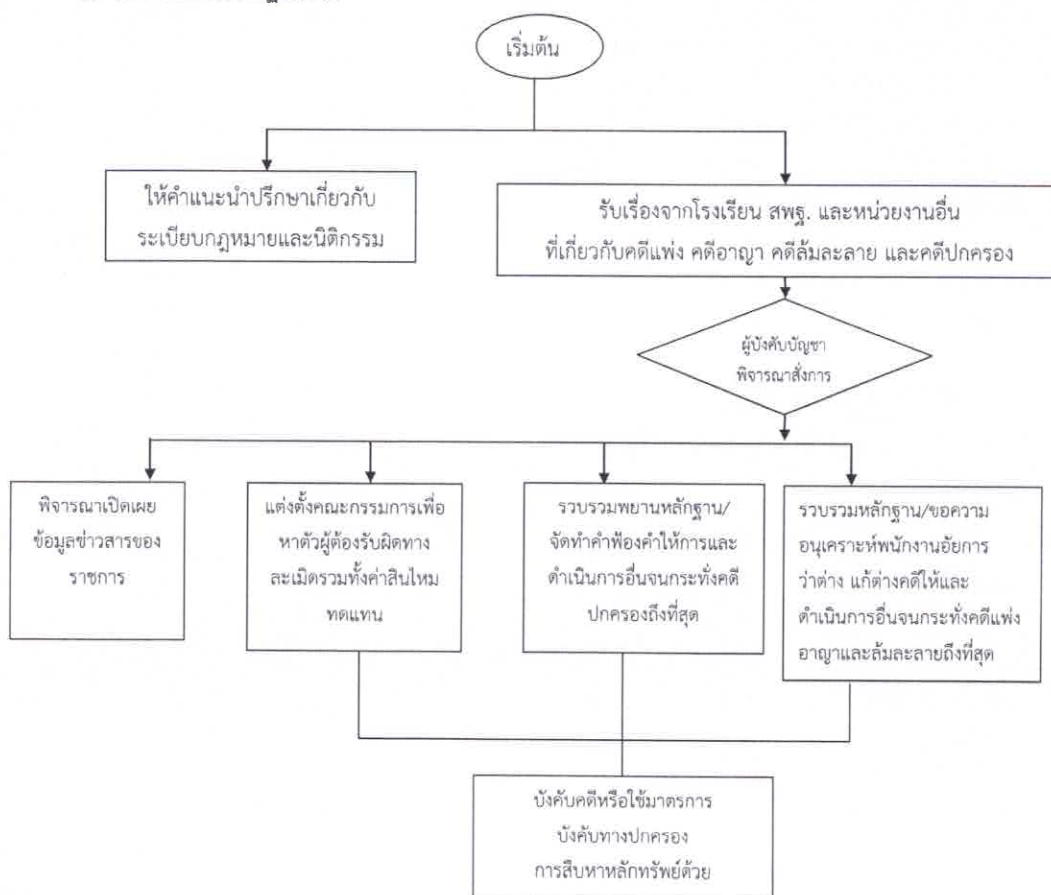 เริ่มต้น
ให้คำแนะนำปรึกษาเกี่ยวกับ
ระเบียบกฎหมายและนิติกรรม
รับเรื่องจากโรงเรียน สพฐ. และหน่วยงานอื่น
ที่เกี่ยวกับคดีแพ่ง คดีอาญา คดีล้มละลาย และคดีปกครอง
ผู้บังคับบัญชา
พิจารณาสั่งการ
พิจารณาเปิดเผย
ข้อมูลข่าวสารของ
ราชการ
แต่งตั้งคณะกรรมการเพื่อ
หาตัวผู้ต้องรับผิดทาง
ละเมิดรวมทั้งค่าสินไหม
ทดแทน
รวบรวมพยานหลักฐาน/
จัดทำคำฟ้องคำให้การและ
ดำเนินการอื่นจนกระทั่งคดี
ปกครองถึงที่สุด
รวบรวมหลักฐาน/ขอความ
อนุเคราะห์พนักงานอัยการ
ว่าต่าง แก้ต่างคดีให้และ
ดำเนินการอื่นจนกระทั่งคดีแพ่ง
อาญาและล้มละลายถึงที่สุด
บังคับคดีหรือใช้มาตรการ
บังคับทางปกครอง
การสืบหาหลักทรัพย์ด้วย